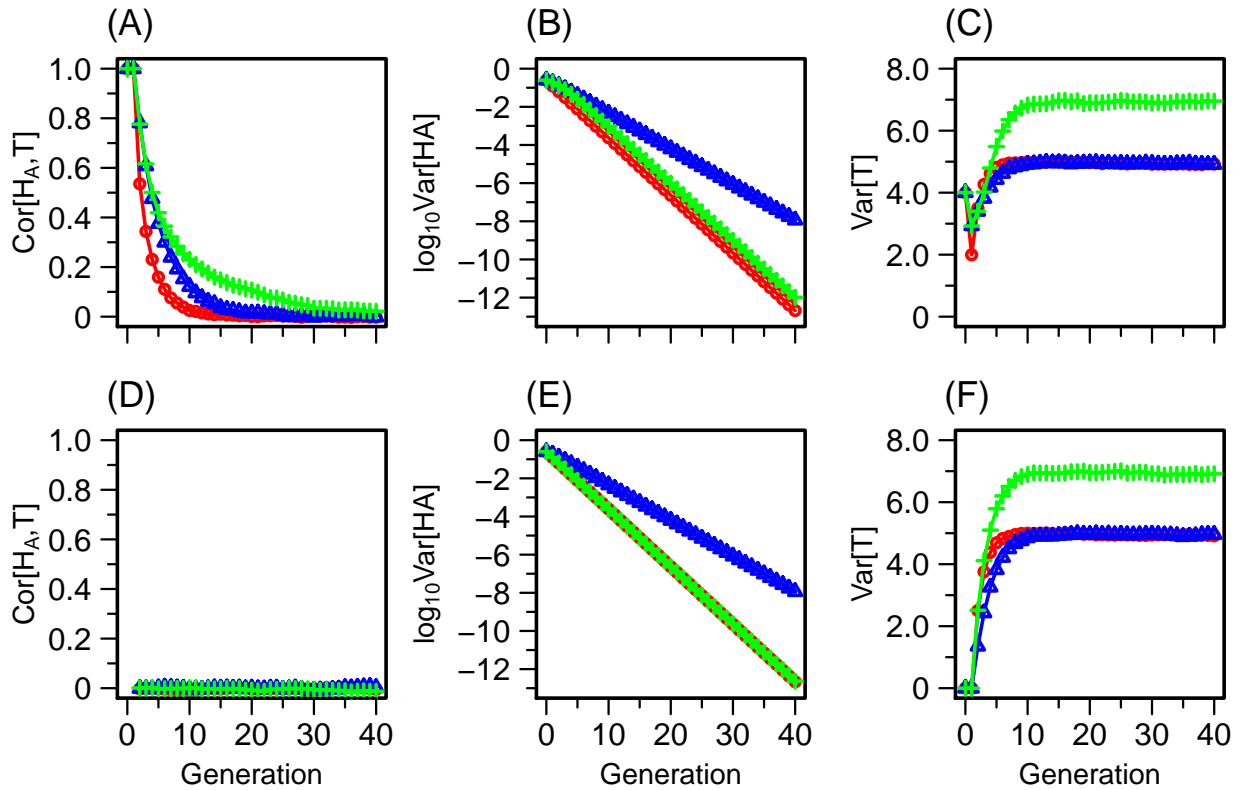 (A) (B) (C)
1.0 0.8 0.6 0.4 0.2 0
Cor[H_A,T]
0 −2 −4 −6 −8 −10 −12
log₁₀Var[HA]
8.0 6.0 4.0 2.0 0
Var[T]
(D) (E) (F)
1.0 0.8 0.6 0.4 0.2 0
Cor[H_A,T]
0 −2 −4 −6 −8 −10 −12
log₁₀Var[HA]
8.0 6.0 4.0 2.0 0
Var[T]
0 10 20 30 40 0 10 20 30 40 0 10 20 30 40
Generation Generation Generation